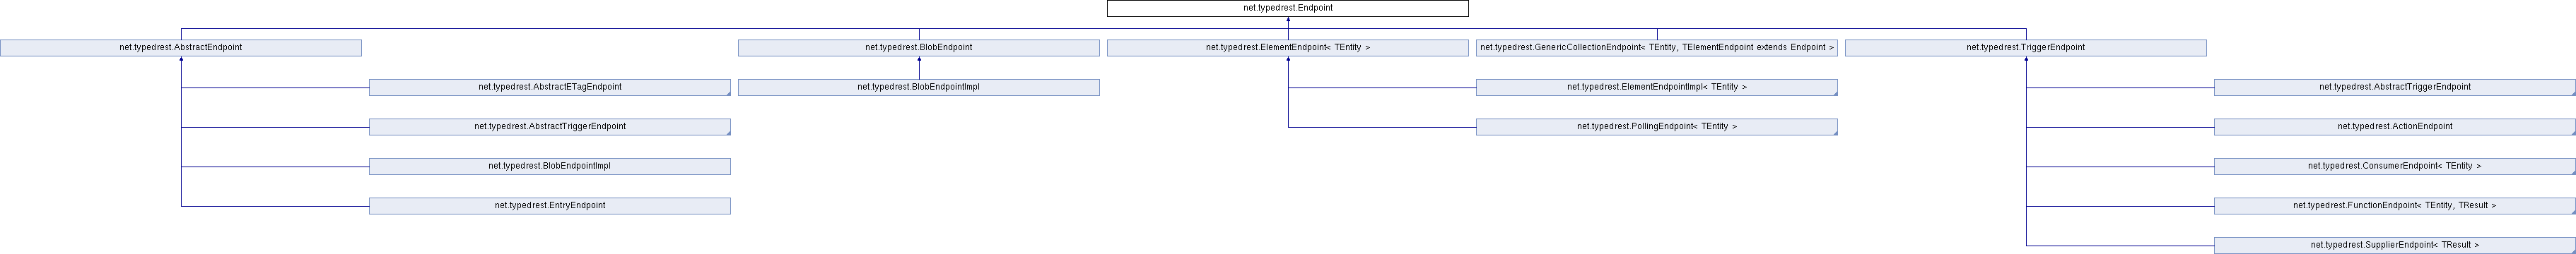 net.typedrest.Endpoint
net.typedrest.AbstractEndpoint
net.typedrest.BlobEndpoint
net.typedrest.ElementEndpoint< TEntity >
net.typedrest.GenericCollectionEndpoint< TEntity, TElementEndpoint extends Endpoint >
net.typedrest.TriggerEndpoint
net.typedrest.AbstractETagEndpoint
net.typedrest.BlobEndpointImpl
net.typedrest.ElementEndpointImpl< TEntity >
net.typedrest.AbstractTriggerEndpoint
net.typedrest.AbstractTriggerEndpoint
net.typedrest.PollingEndpoint< TEntity >
net.typedrest.ActionEndpoint
net.typedrest.BlobEndpointImpl
net.typedrest.ConsumerEndpoint< TEntity >
net.typedrest.EntryEndpoint
net.typedrest.FunctionEndpoint< TEntity, TResult >
net.typedrest.SupplierEndpoint< TResult >